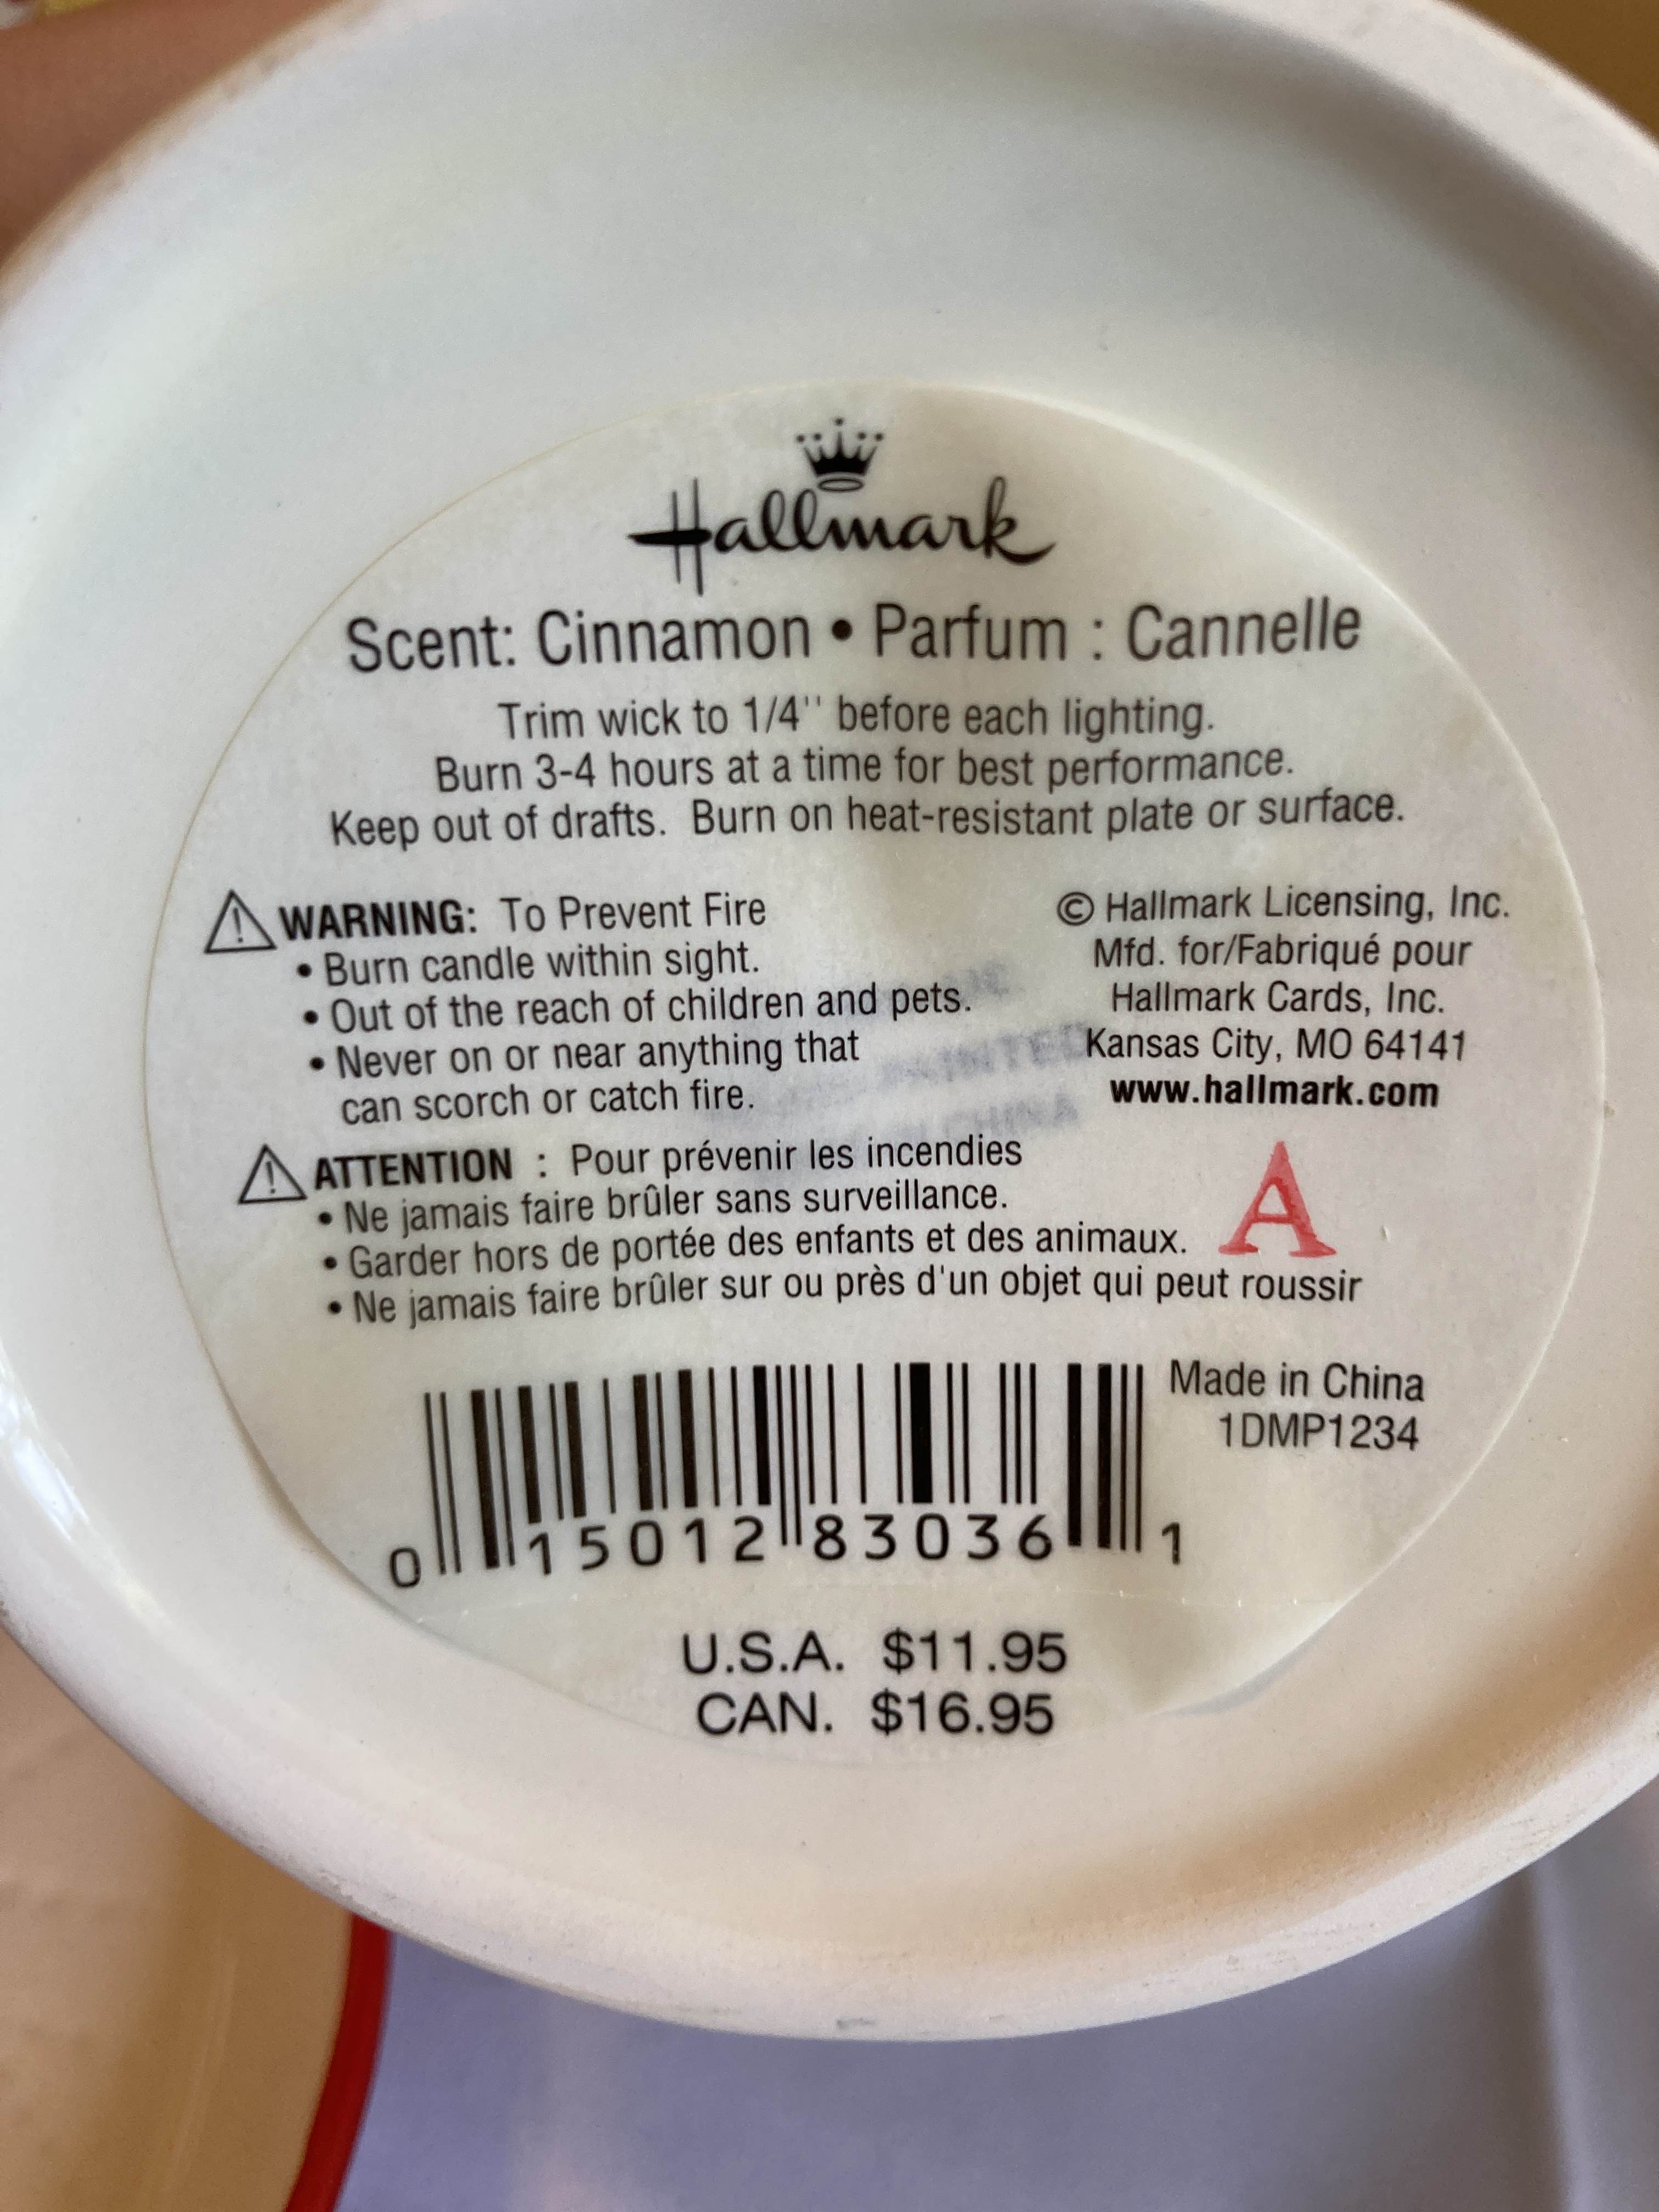 Hallmark
Scent: Cinnamon • Parfum : Cannelle
Trim wick to 1/4'' before each lighting.
Burn 3-4 hours at a time for best performance.
Keep out of drafts. Burn on heat-resistant plate or surface.
WARNING: To Prevent Fire
• Burn candle within sight.
• Out of the reach of children and pets.
• Never on or near anything that
can scorch or catch fire.
© Hallmark Licensing, Inc.
Mfd. for/Fabriqué pour
Hallmark Cards, Inc.
Kansas City, MO 64141
www.hallmark.com
ATTENTION : Pour prévenir les incendies
• Ne jamais faire brûler sans surveillance.
• Garder hors de portée des enfants et des animaux.
• Ne jamais faire brûler sur ou près d'un objet qui peut roussir
A
Made in China
1DMP1234
0 15012 83036 1
U.S.A. $11.95
CAN. $16.95